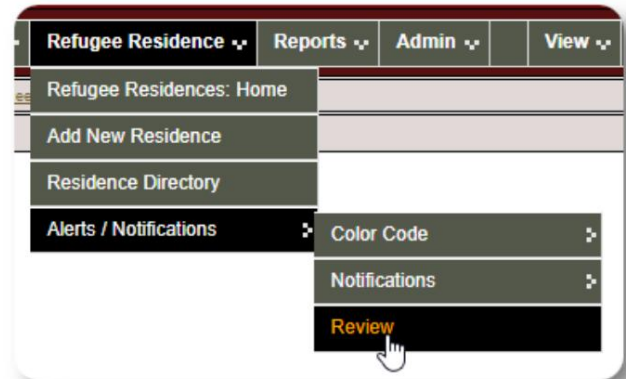 Refugee Residence Reports Admin View
Refugee Residences: Home
Add New Residence
Residence Directory
Alerts / Notifications
Color Code
Notifications
Review